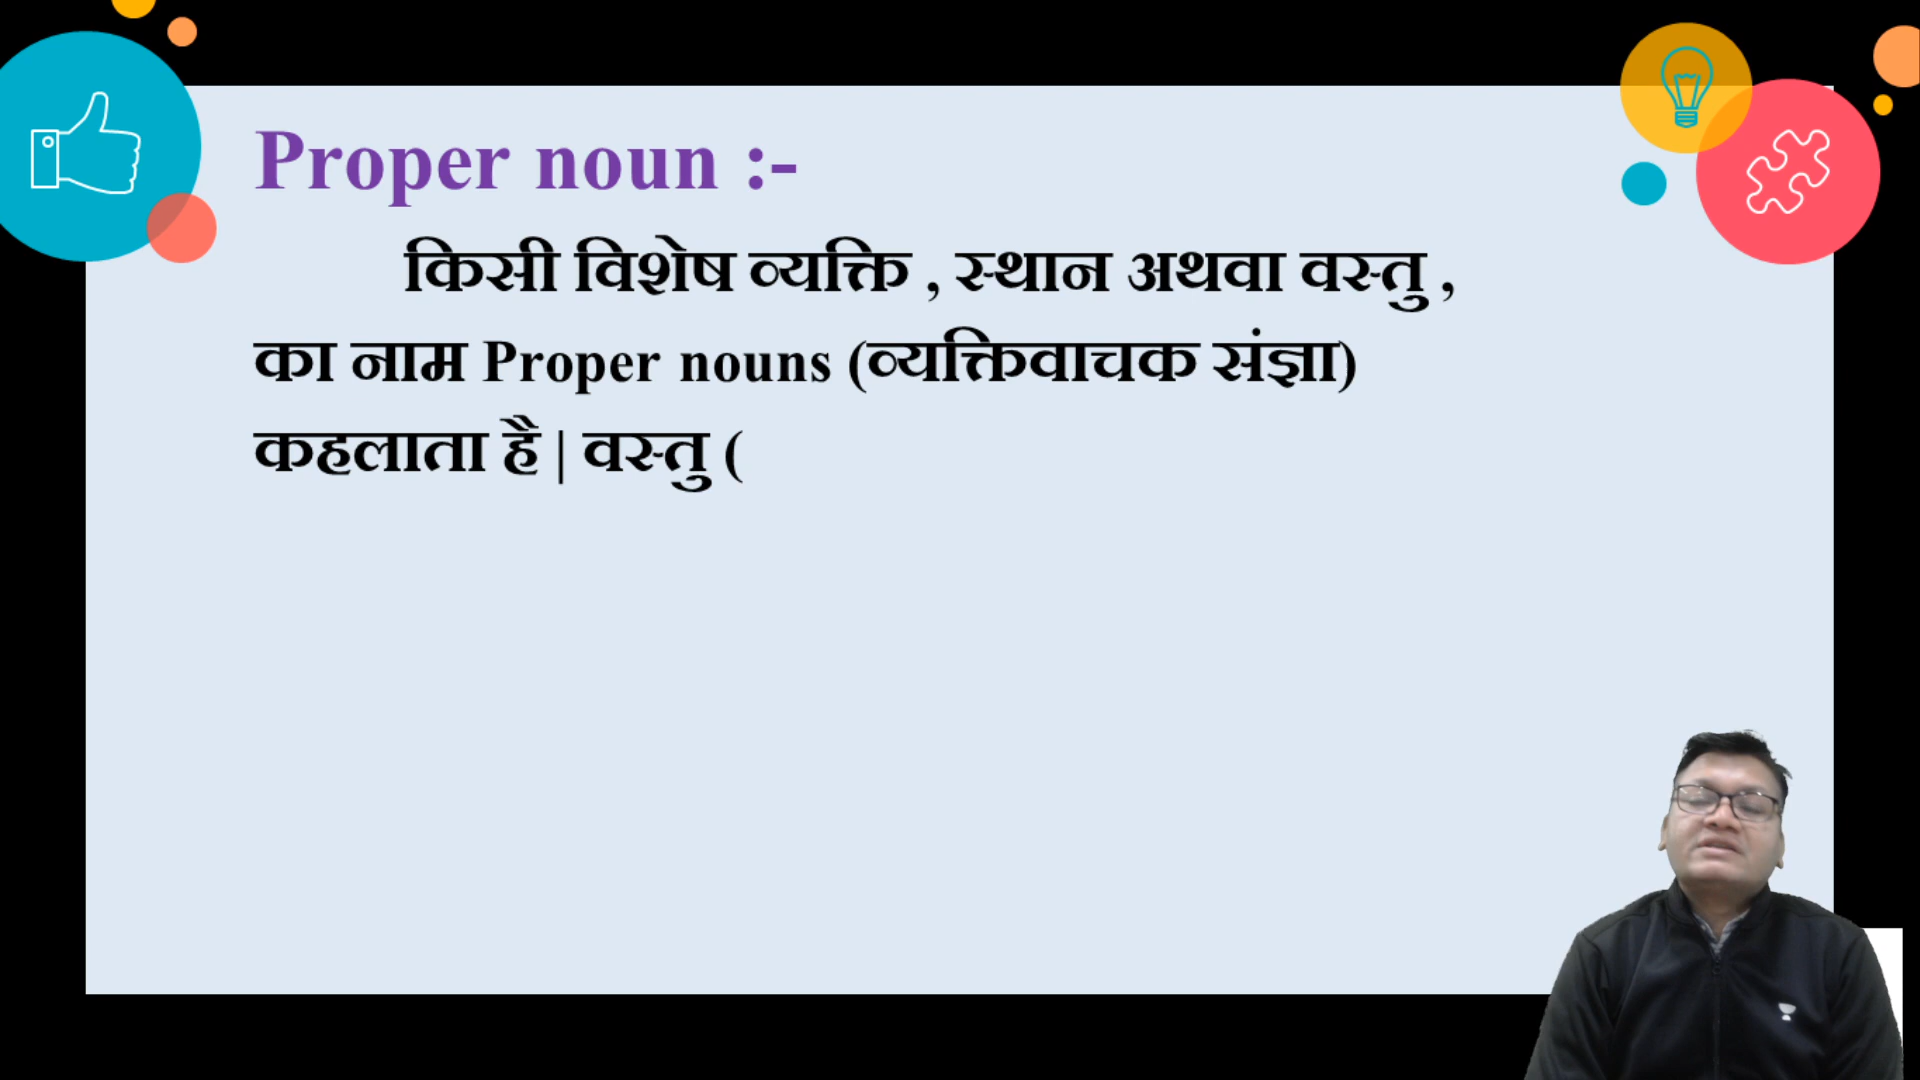 Proper noun :-
किसी विशेष व्यक्ति , स्थान अथवा वस्तु ,
का नाम Proper nouns (व्यक्तिवाचक संज्ञा)
कहलाता है | वस्तु (